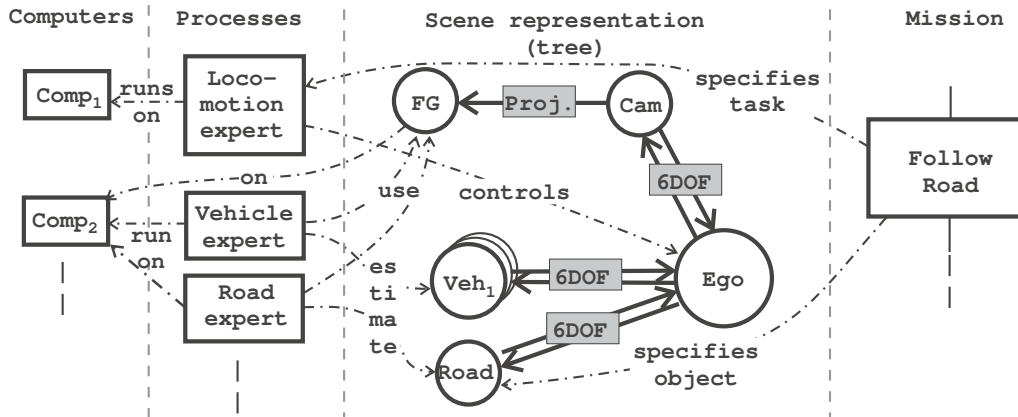 Computers
Processes
Scene representation
(tree)
Mission
Comp1
runs
on
Loco-
motion
expert
FG
Proj.
Cam
specifies
task
Follow
Road
on
use
controls
6DOF
Comp2
run
on
Vehicle
expert
Road
expert
es
ti
ma
te
Veh1
6DOF
Ego
6DOF
Road
specifies
object